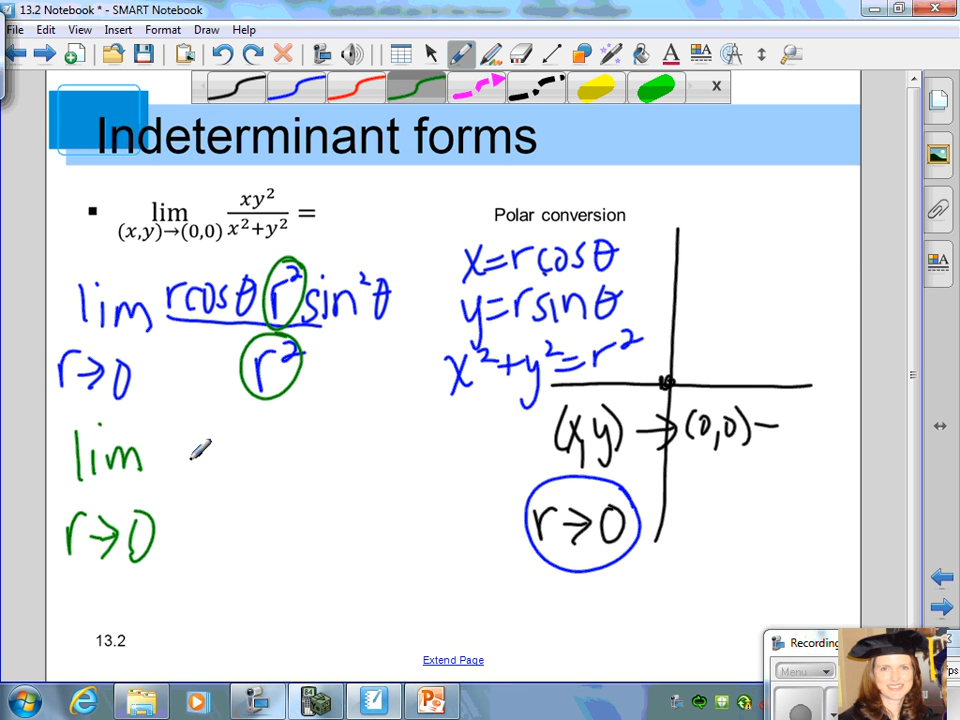 13.2 Notebook * - SMART Notebook
File Edit View Insert Format Draw Help
x
Indeterminant forms
▪ lim (x,y)→(0,0) xy²/x²+y² =
Polar conversion
x=rcosθ
y=rsinθ
x²+y²=r²
lim r→0 rcosθ r² sin²θ / r²
(x,y) → (0,0) –
r→0
lim
r→0
13.2
Extend Page
Recording
Menu
ps